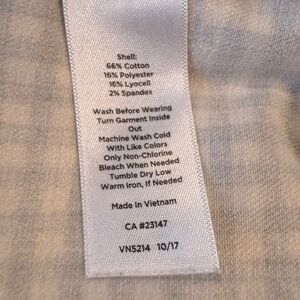 Shell:
66% Cotton
16% Polyester
16% Lyocell
2% Spandex
Wash Before Wearing
Turn Garment Inside
Out
Machine Wash Cold
With Like Colors
Only Non-Chlorine
Bleach When Needed
Tumble Dry Low
Warm Iron, If Needed
Made in Vietnam
CA #23147
VN5214 10/17